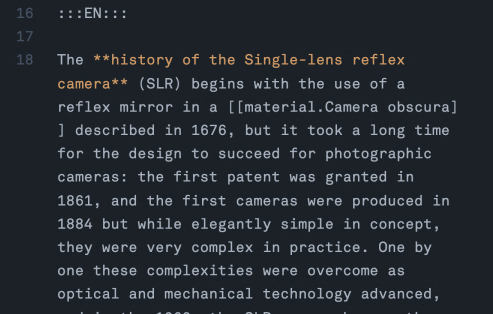 16 :::EN:::
17
18 The **history of the Single-lens reflex
camera** (SLR) begins with the use of a
reflex mirror in a [[material.Camera obscura]
] described in 1676, but it took a long time
for the design to succeed for photographic
cameras: the first patent was granted in
1861, and the first cameras were produced in
1884 but while elegantly simple in concept,
they were very complex in practice. One by
one these complexities were overcome as
optical and mechanical technology advanced,